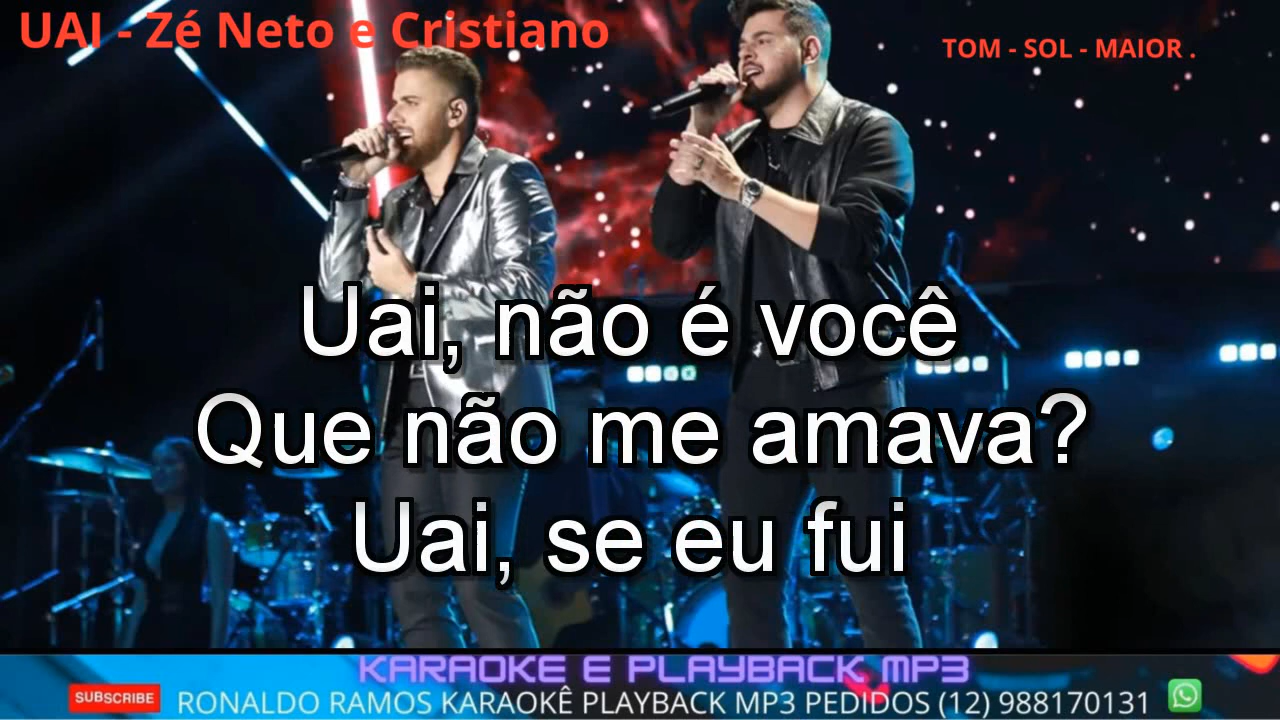 UAI - Zé Neto e Cristiano
TOM - SOL - MAIOR .
Uai, não é você
Que não me amava?
Uai, se eu fui
KARAOKE E PLAYBACK MP3
SUBSCRIBE
RONALDO RAMOS KARAOKÊ PLAYBACK MP3 PEDIDOS (12) 988170131